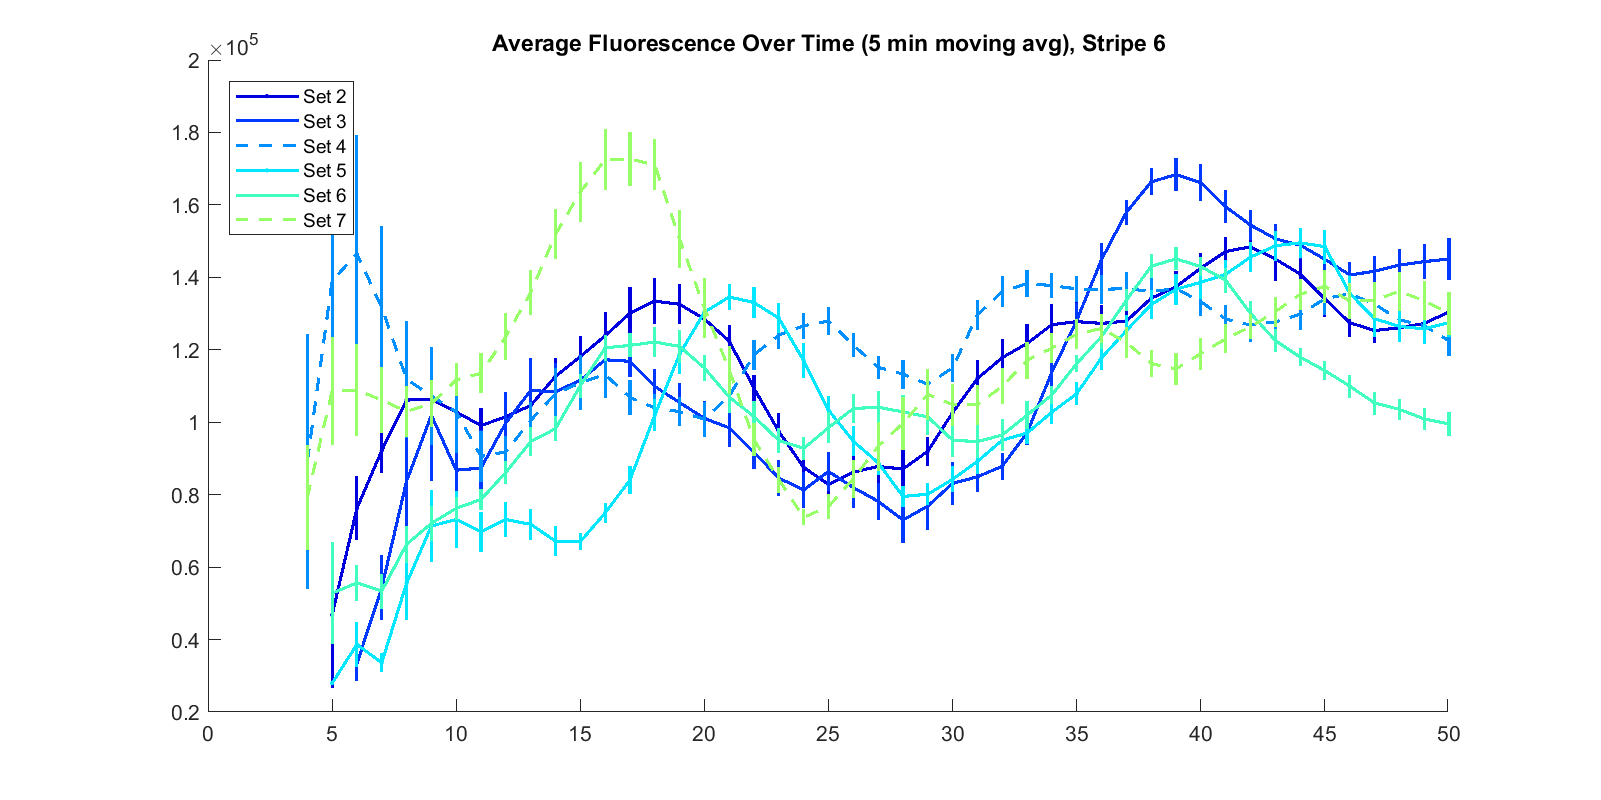 Average Fluorescence Over Time (5 min moving avg), Stripe 6
×10⁵
2
1.8
1.6
1.4
1.2
1
0.8
0.6
0.4
0.2
Set 2
Set 3
Set 4
Set 5
Set 6
Set 7
0 5 10 15 20 25 30 35 40 45 50